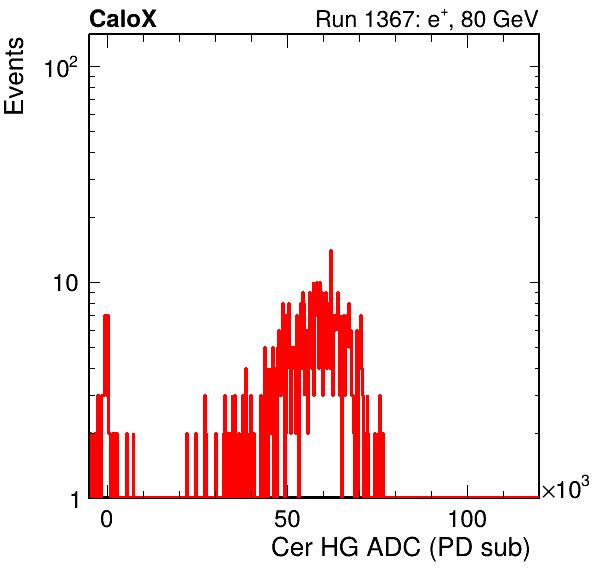 CaloX Run 1367: e⁺, 80 GeV
Events
10²
10
1
0 50 100 ×10³
Cer HG ADC (PD sub)